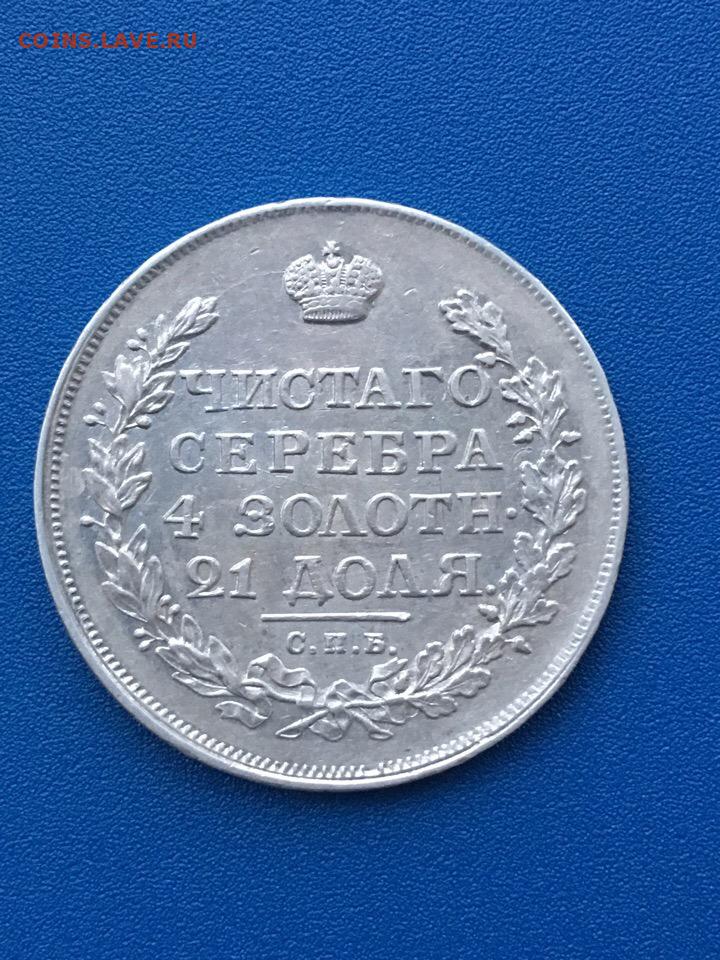 COINS.LAVE.RU
ЧИСТАГО
СЕРЕБРА
4 ЗОЛОТН.
21 ДОЛЯ.
С.П.Б.